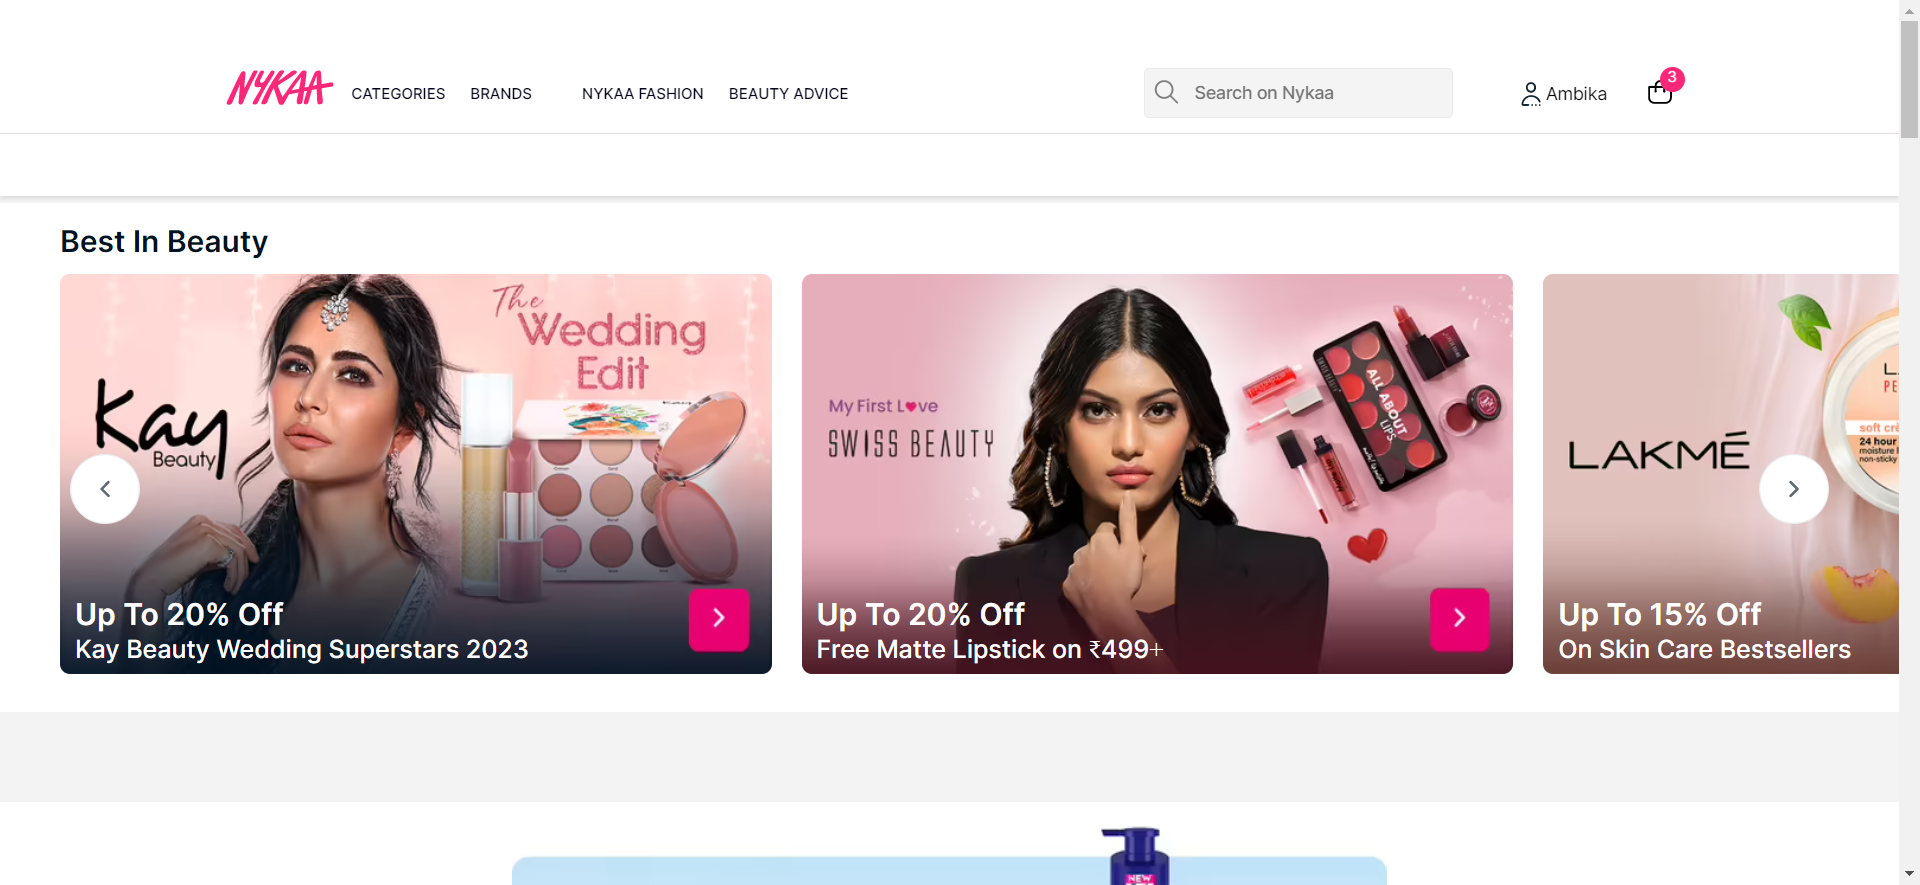 NYKAA
CATEGORIES
BRANDS
NYKAA FASHION
BEAUTY ADVICE
Search on Nykaa
Ambika
3
Best In Beauty
The
Wedding
Edit
Kay
Beauty
Up To 20% Off
Kay Beauty Wedding Superstars 2023
My First L❤ve
SWISS BEAUTY
ALL ABOUT
LIPS
Up To 20% Off
Free Matte Lipstick on ₹499+
LAKMÉ
soft crè
24 hour
moisture l
non-sticky
Up To 15% Off
On Skin Care Bestsellers
NEW